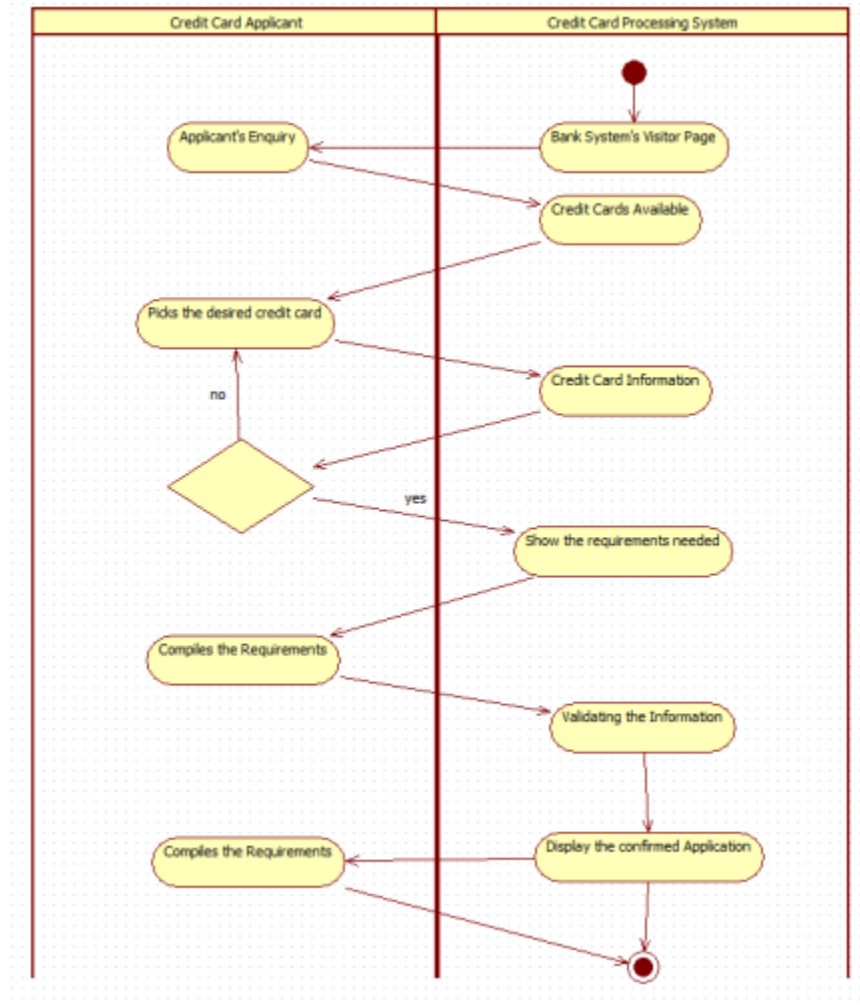 Credit Card Applicant
Credit Card Processing System
Applicant's Enquiry
Bank System's Visitor Page
Credit Cards Available
Picks the desired credit card
Credit Card Information
no
yes
Show the requirements needed
Compiles the Requirements
Validating the Information
Display the confirmed Application
Compiles the Requirements